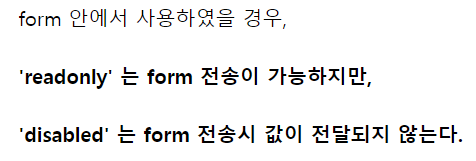 form 안에서 사용하였을 경우,
'readonly' 는 form 전송이 가능하지만,
'disabled' 는 form 전송시 값이 전달되지 않는다.